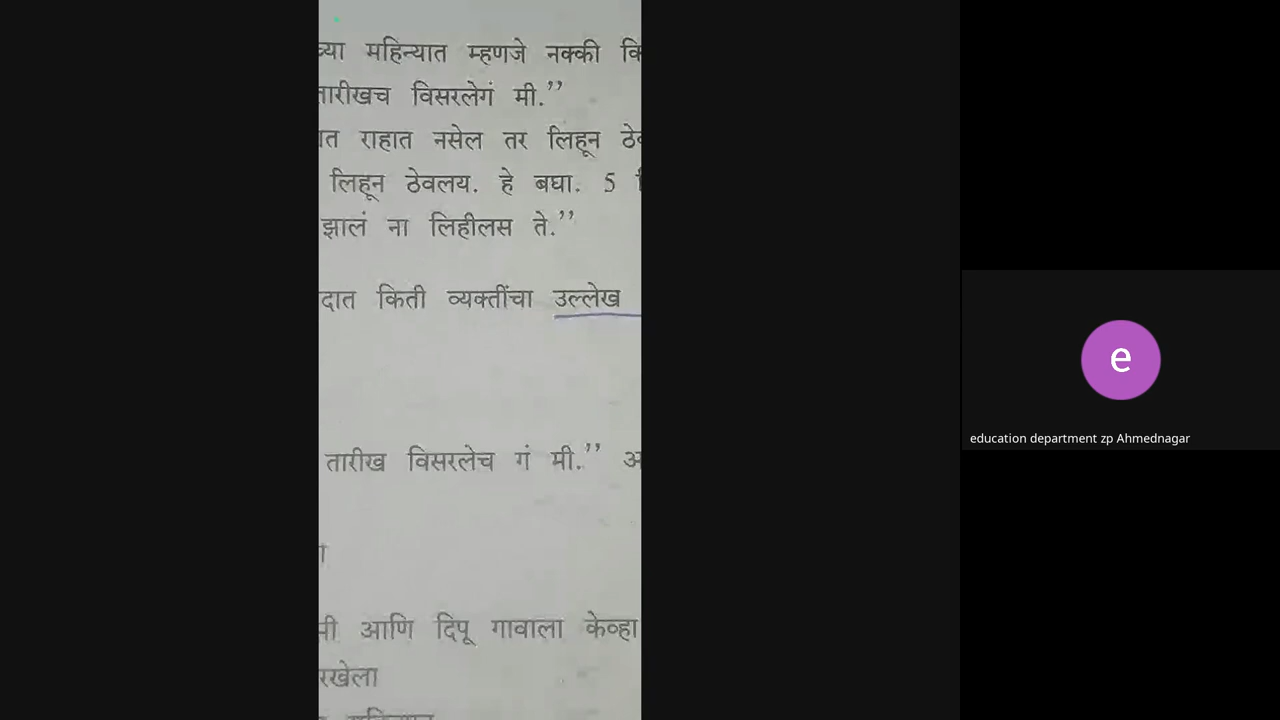 महिन्यात म्हणजे नक्की
तारीखच विसरलेगं मी.”
राहात नसेल तर लिहून
लिहून ठेवलय. हे बघा. 5
झालं ना लिहीलस ते.”
किती व्यक्तींचा उल्लेख
तारीख विसरलेच गं मी.”
आणि दिपू गावाला केव्हा
e
education department zp Ahmednagar